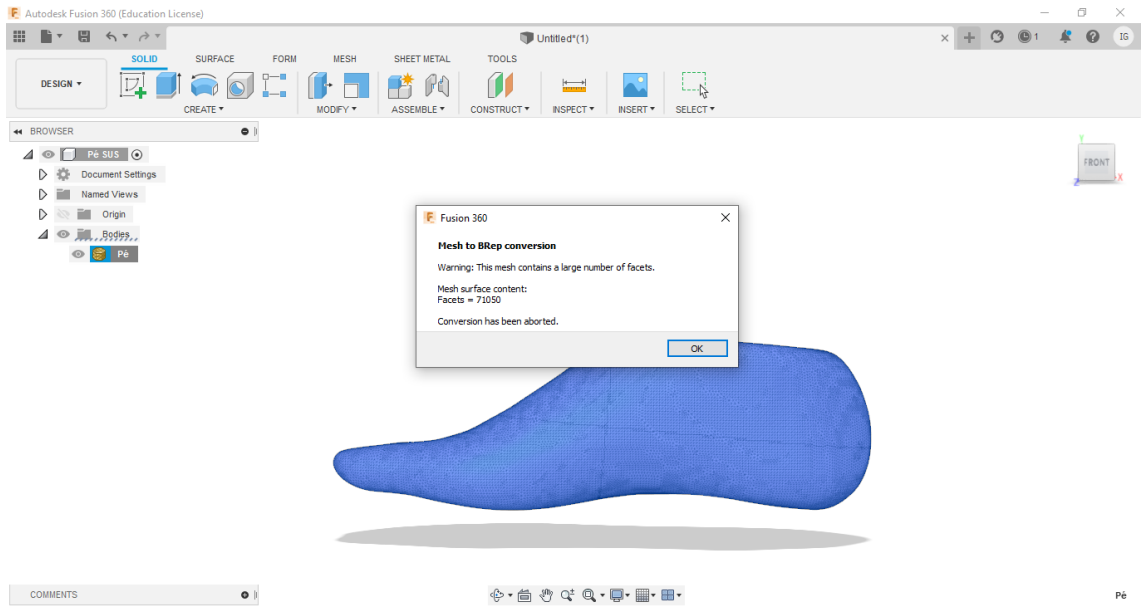 Autodesk Fusion 360 (Education License)
Untitled*(1)
1
IG
SOLID
SURFACE
FORM
MESH
SHEET METAL
TOOLS
DESIGN
CREATE
MODIFY
ASSEMBLE
CONSTRUCT
INSPECT
INSERT
SELECT
BROWSER
Pé SUS
Document Settings
Named Views
Origin
Bodies
Pé
Y
FRONT
Z
X
Fusion 360
Mesh to BRep conversion
Warning: This mesh contains a large number of facets.
Mesh surface content:
Facets = 71050
Conversion has been aborted.
OK
COMMENTS
Pé